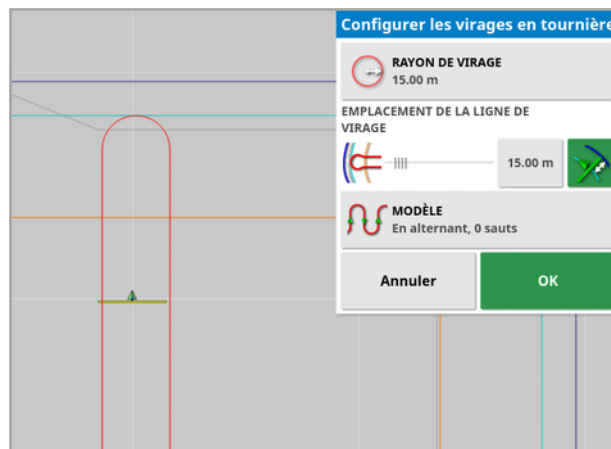 Configurer les virages en tournière
RAYON DE VIRAGE
15.00 m
EMPLACEMENT DE LA LIGNE DE
VIRAGE
15.00 m
MODÈLE
En alternant, 0 sauts
Annuler
OK